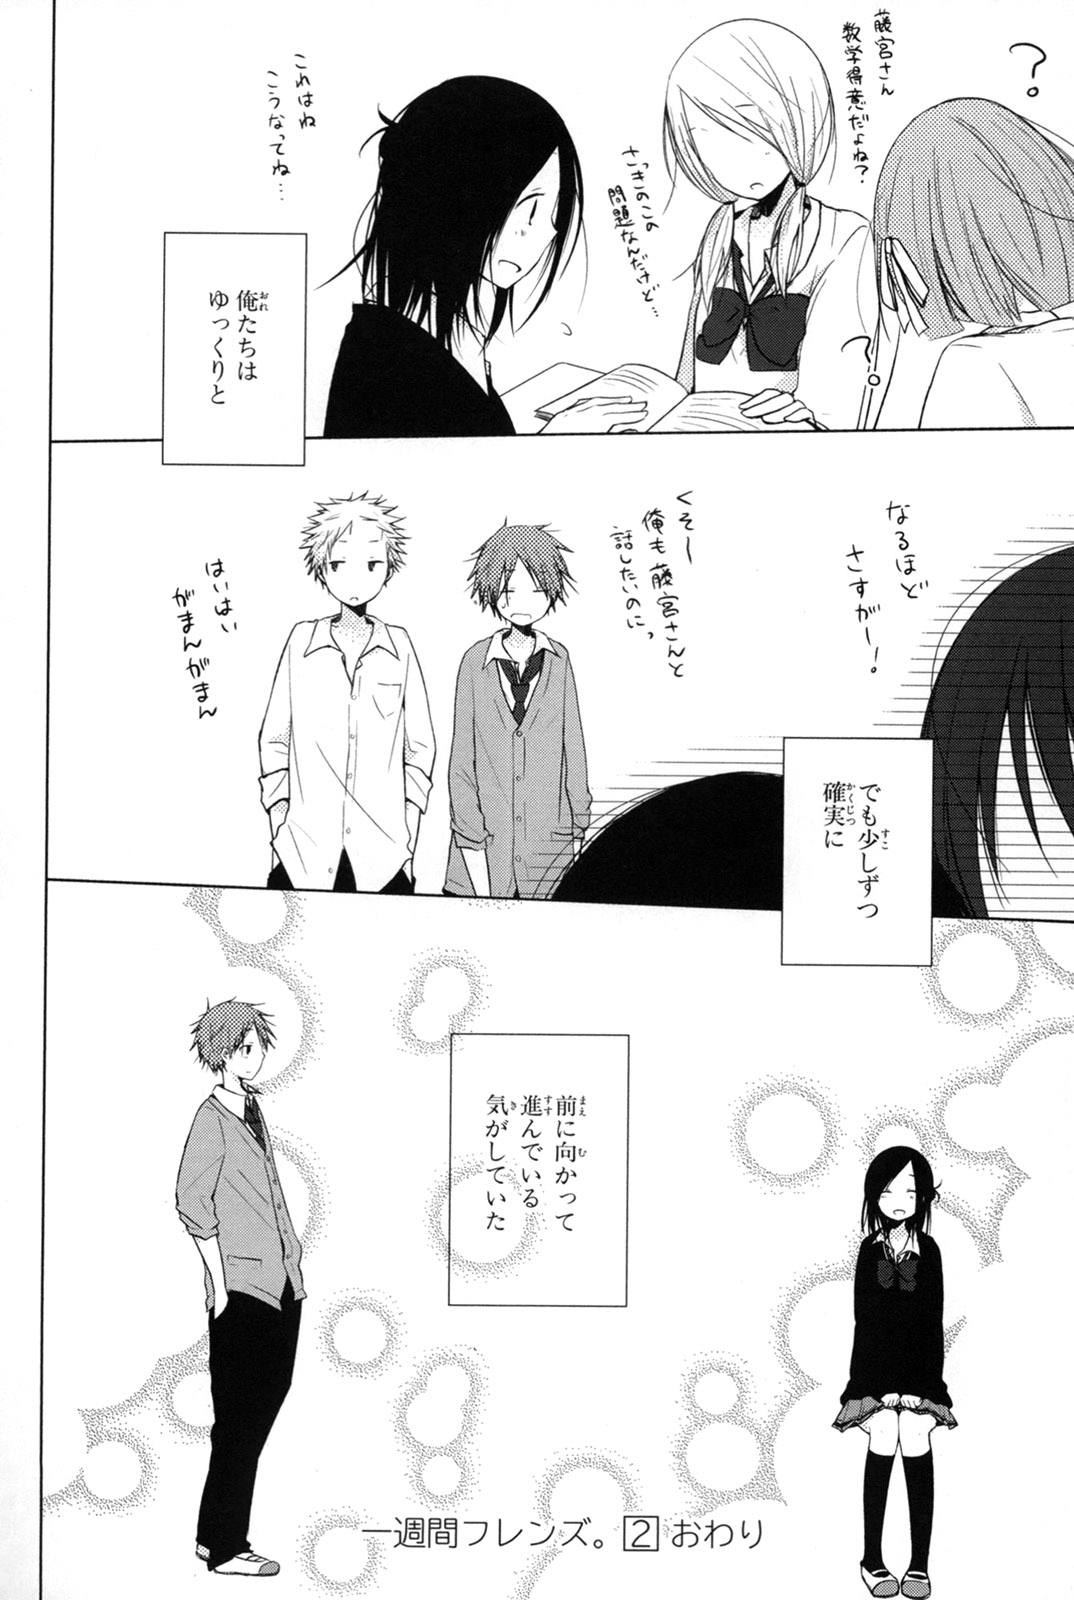 ?
藤宮さん
数学得意だよね?
さっきのこの
問題なんだけど…
?
これはね
こうなってね…
俺たちは
ゆっくりと
なるほど
さすがー!
くそー
俺も藤宮さんと
話したいのにっ
はいはい
がまんがまん
でも少しずつ
確実に
前に向かって
進んでいる
気がしていた
一週間フレンズ。2おわり